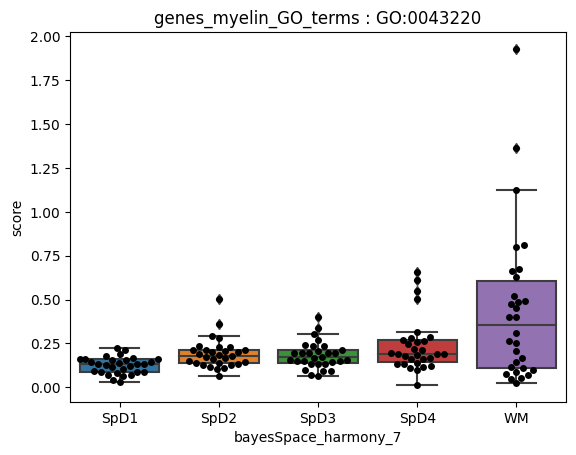 genes_myelin_GO_terms : GO:0043220
2.00
1.75
1.50
1.25
1.00
0.75
0.50
0.25
0.00
score
SpD1 SpD2 SpD3 SpD4 WM
bayesSpace_harmony_7